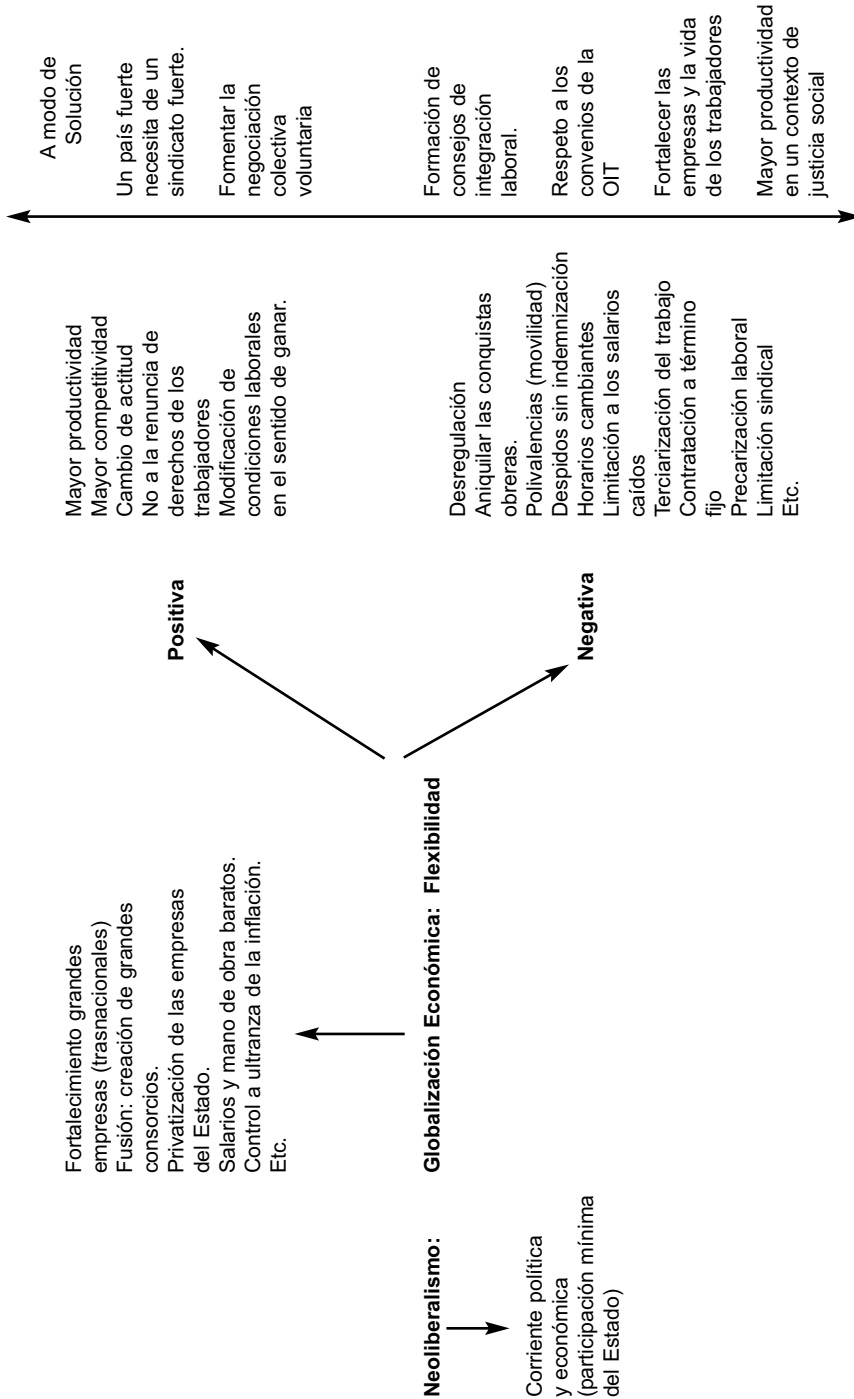 Neoliberalismo:
Corriente política
y económica
(participación mínima
del Estado)
Fortalecimiento grandes
empresas (trasnacionales)
Fusión: creación de grandes
consorcios.
Privatización de las empresas
del Estado.
Salarios y mano de obra baratos.
Control a ultranza de la inflación.
Etc.
Globalización Económica: Flexibilidad
Positiva
Mayor productividad
Mayor competitividad
Cambio de actitud
No a la renuncia de
derechos de los
trabajadores
Modificación de
condiciones laborales
en el sentido de ganar.
Negativa
Desregulación
Aniquilar las conquistas
obreras.
Polivalencias (movilidad)
Despidos sin indemnización
Horarios cambiantes
Limitación a los salarios
caídos
Terciarización del trabajo
Contratación a término
fijo
Precarización laboral
Limitación sindical
Etc.
A modo de
Solución
Un país fuerte
necesita de un
sindicato fuerte.
Fomentar la
negociación
colectiva
voluntaria
Formación de
consejos de
integración
laboral.
Respeto a los
convenios de la
OIT
Fortalecer las
empresas y la vida
de los trabajadores
Mayor productividad
en un contexto de
justicia social